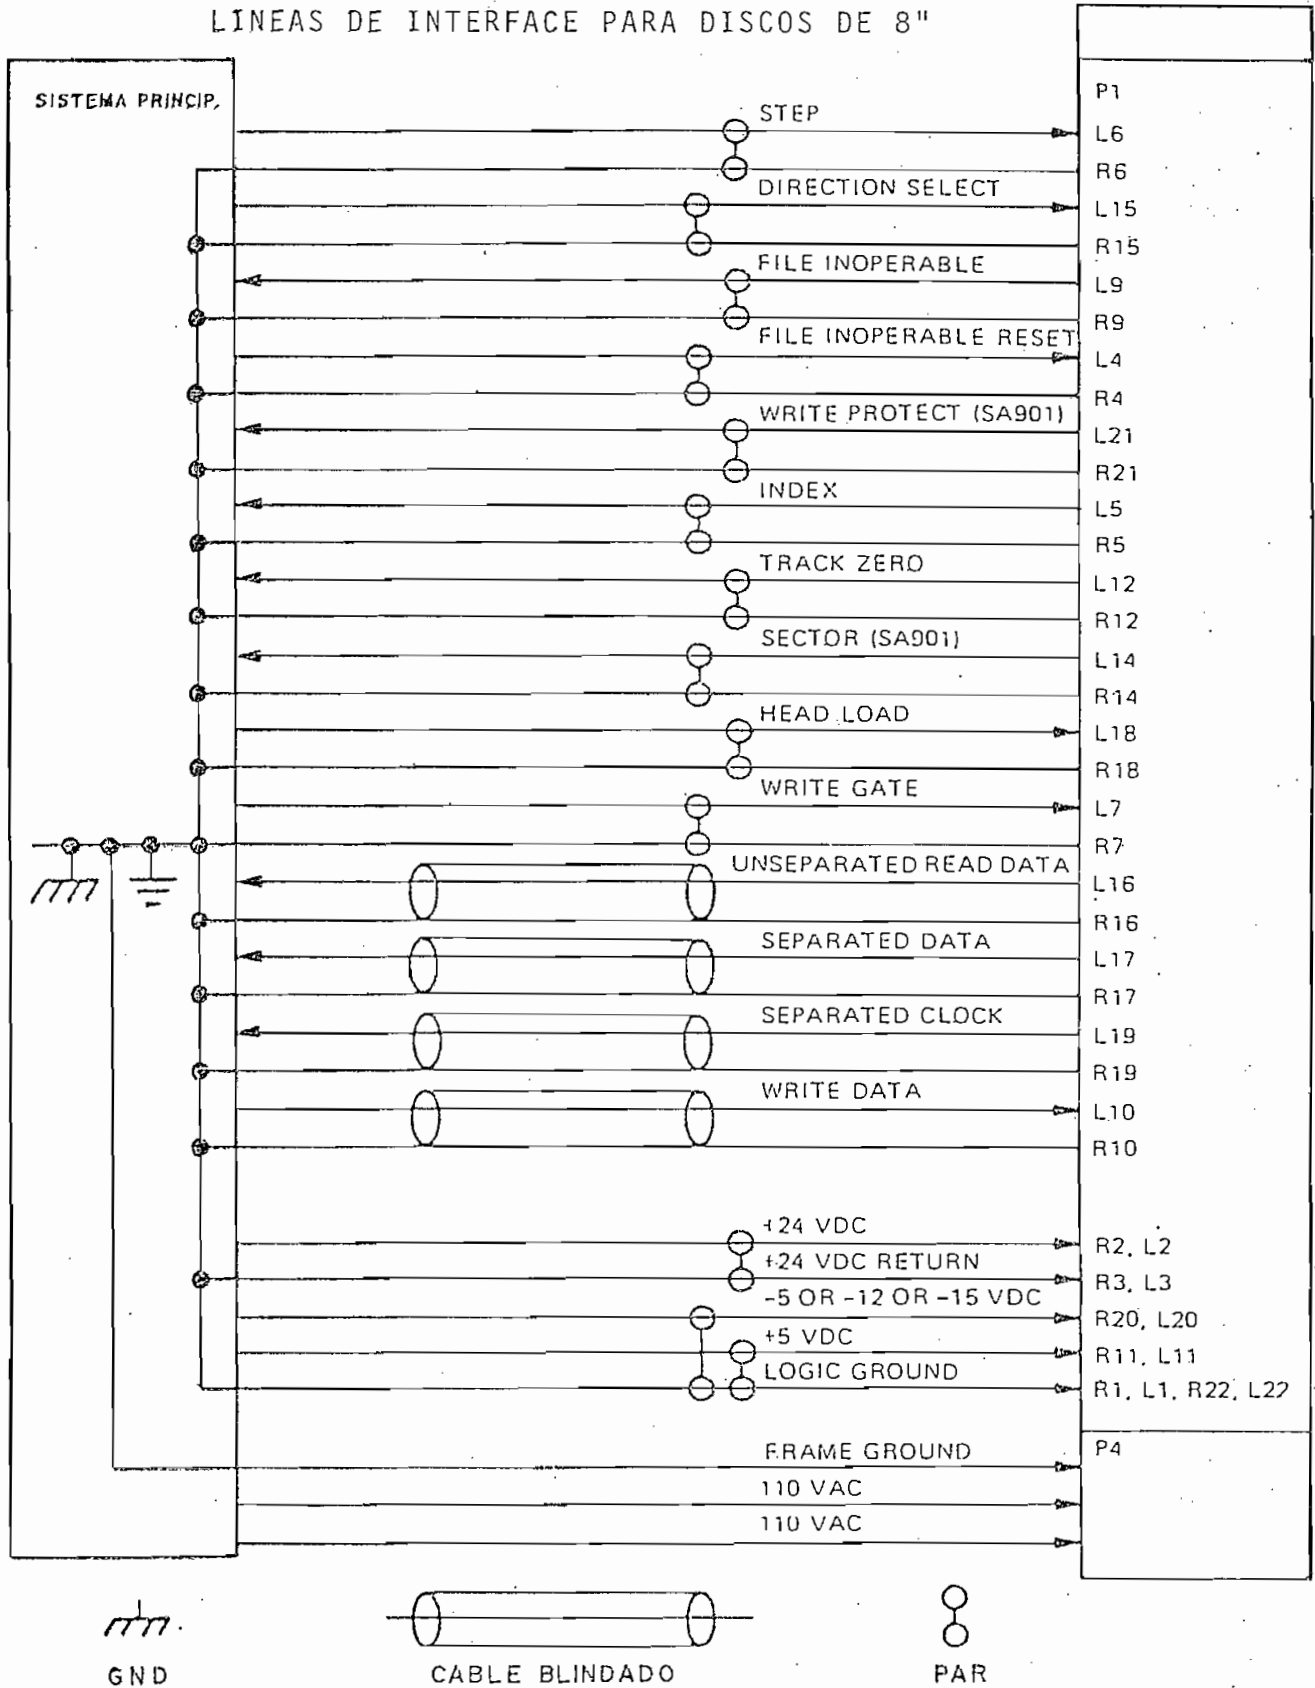 LINEAS DE INTERFACE PARA DISCOS DE 8"
SISTEMA PRINCIP.
P1
STEP
L6
R6
DIRECTION SELECT
L15
R15
FILE INOPERABLE
L9
R9
FILE INOPERABLE RESET
L4
R4
WRITE PROTECT (SA901)
L21
R21
INDEX
L5
R5
TRACK ZERO
L12
R12
SECTOR (SA901)
L14
R14
HEAD LOAD
L18
R18
WRITE GATE
L7
R7
UNSEPARATED READ DATA
L16
R16
SEPARATED DATA
L17
R17
SEPARATED CLOCK
L19
R19
WRITE DATA
L10
R10
+24 VDC
R2, L2
+24 VDC RETURN
R3, L3
-5 OR -12 OR -15 VDC
R20, L20
+5 VDC
R11, L11
LOGIC GROUND
R1, L1, R22, L22
FRAME GROUND
P4
110 VAC
110 VAC
GND
CABLE BLINDADO
PAR